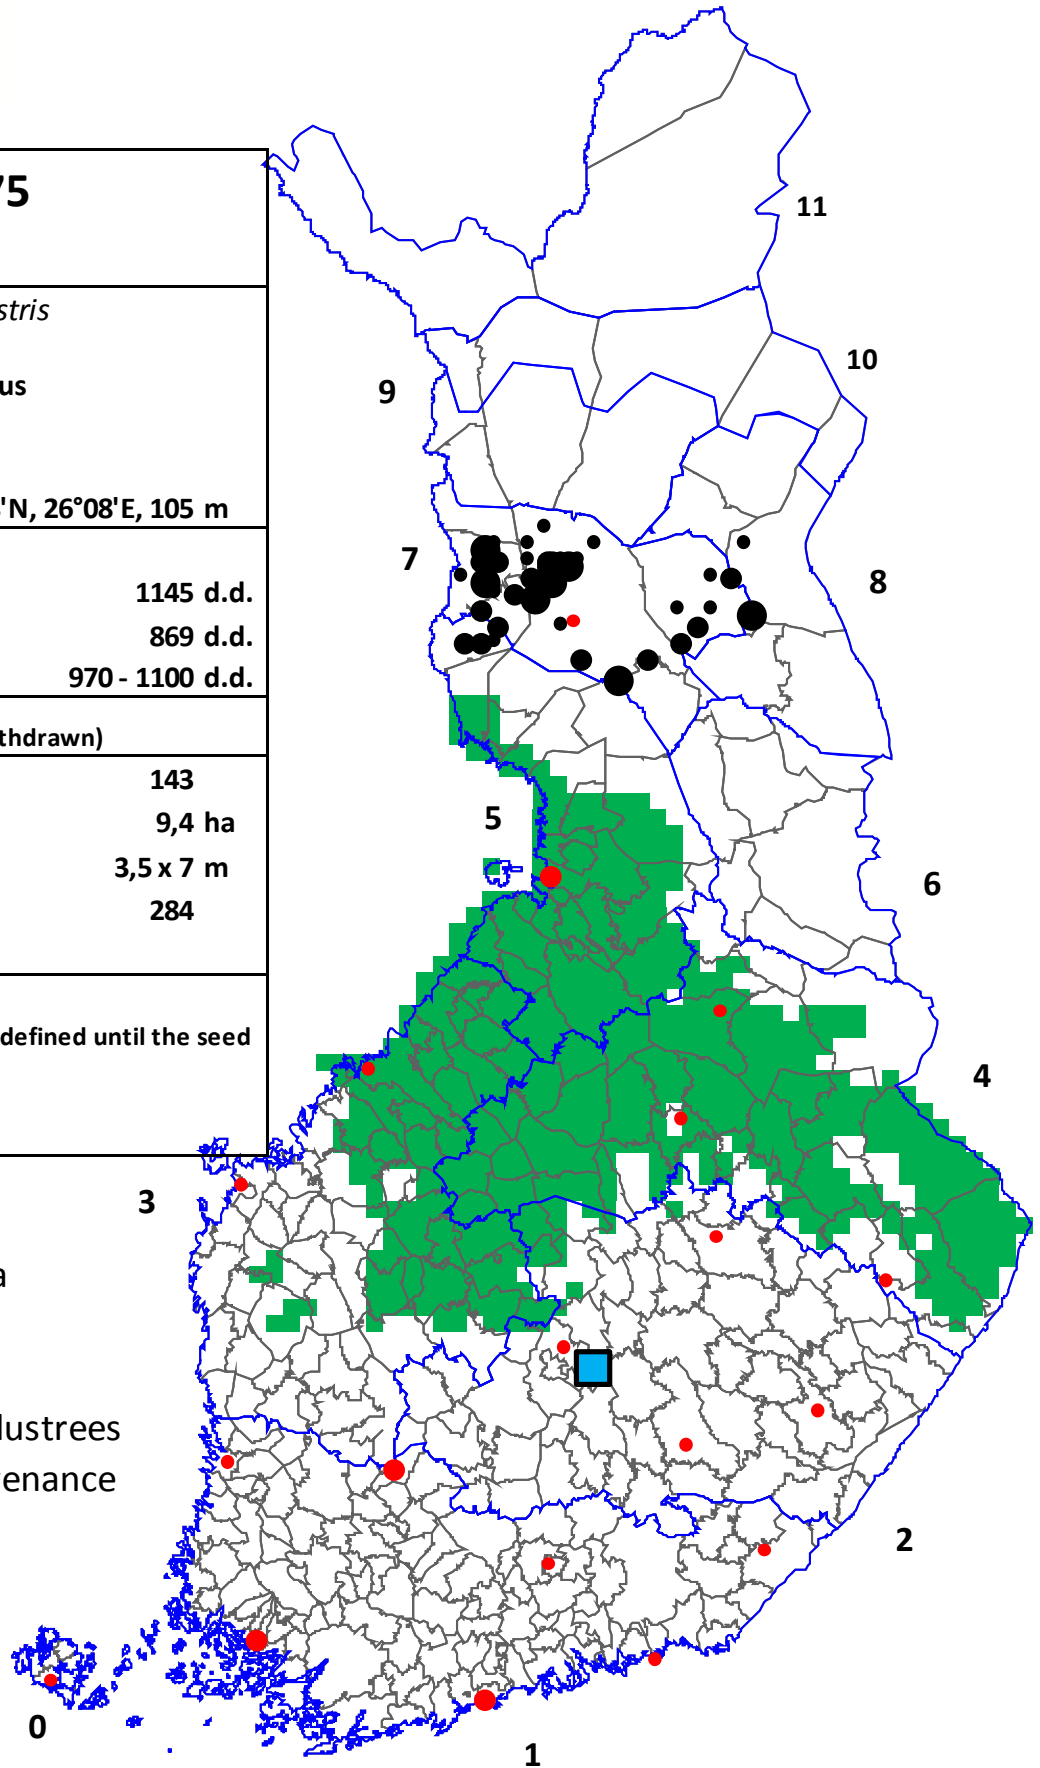 75
stris
us
'N, 26°08'E, 105 m
1145 d.d.
869 d.d.
970 - 1100 d.d.
thdrawn)
143
9,4 ha
3,5 x 7 m
284
defined until the seed
a
lustrees
venance
11
10
9
8
7
6
5
4
3
2
1
0